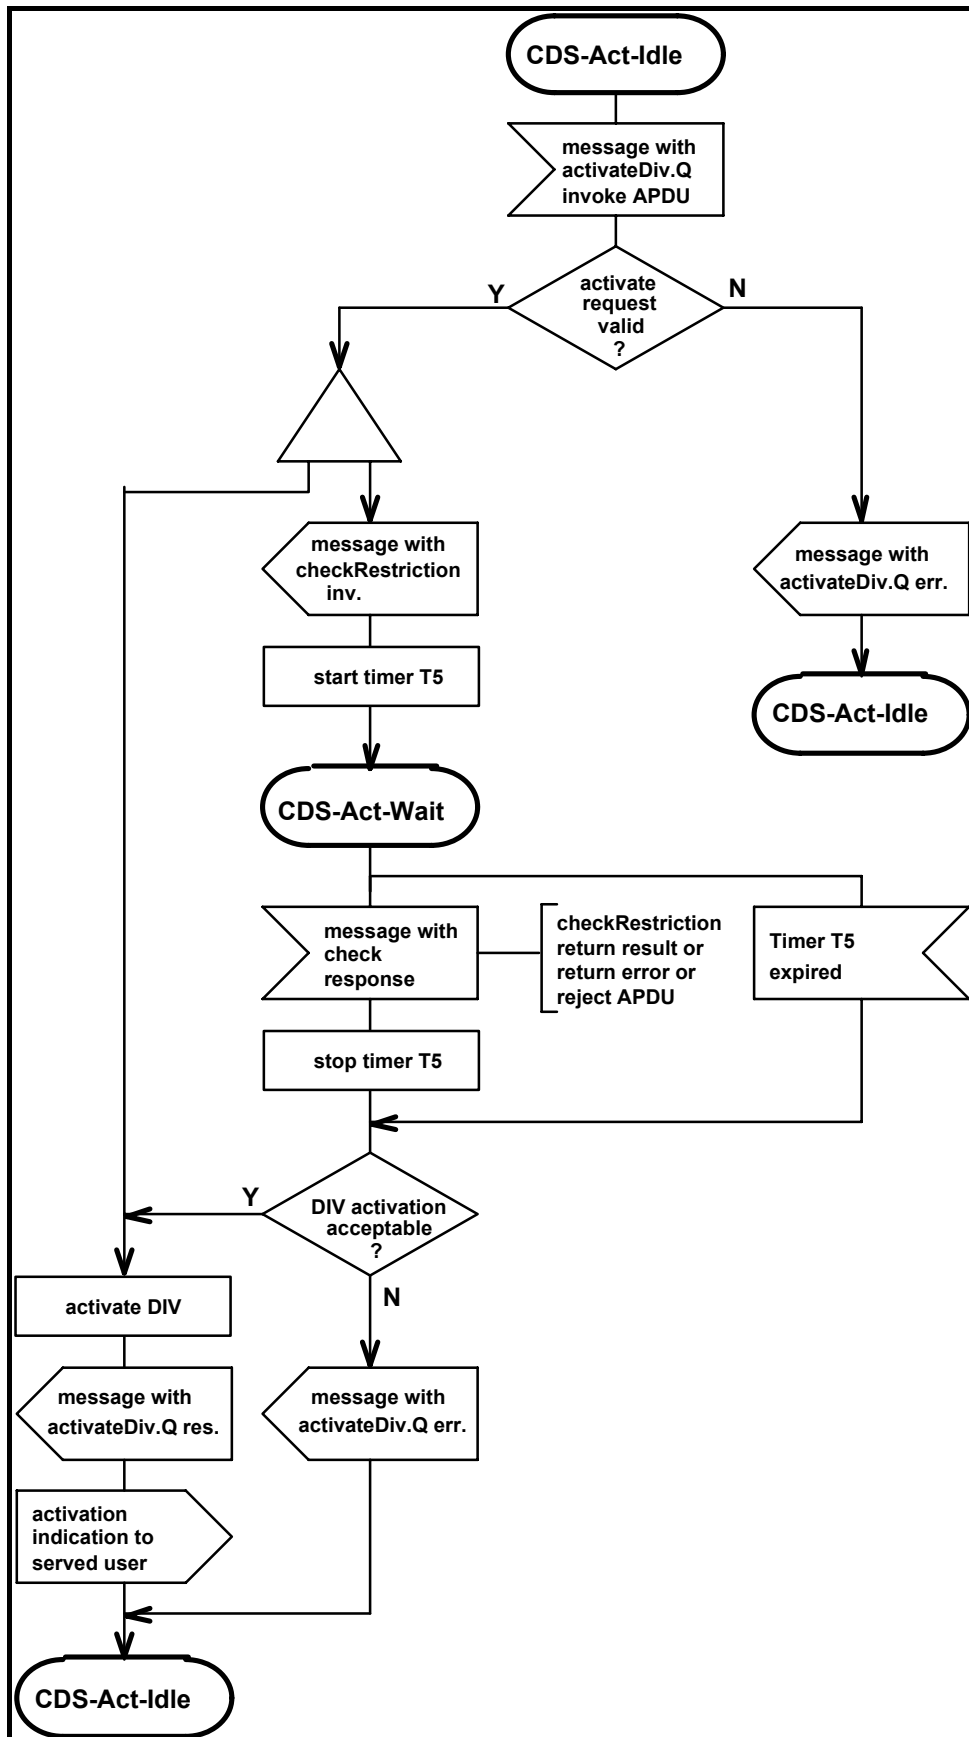 CDS-Act-Idle
message with
activateDiv.Q
invoke APDU
activate
request
valid
?
Y
N
message with
checkRestriction
inv.
message with
activateDiv.Q err.
start timer T5
CDS-Act-Idle
CDS-Act-Wait
message with
check
response
checkRestriction
return result or
return error or
reject APDU
Timer T5
expired
stop timer T5
DIV activation
acceptable
?
Y
N
activate DIV
message with
activateDiv.Q res.
message with
activateDiv.Q err.
activation
indication to
served user
CDS-Act-Idle